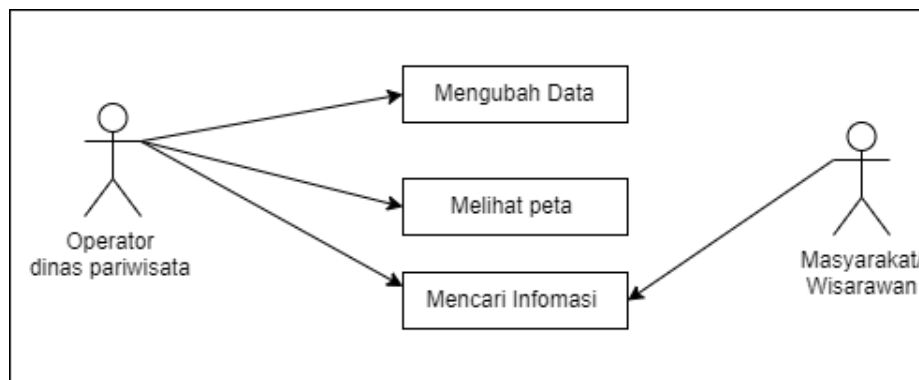 Mengubah Data
Melihat peta
Mencari Infomasi
Operator
dinas pariwisata
Masyarakat/
Wisarawan